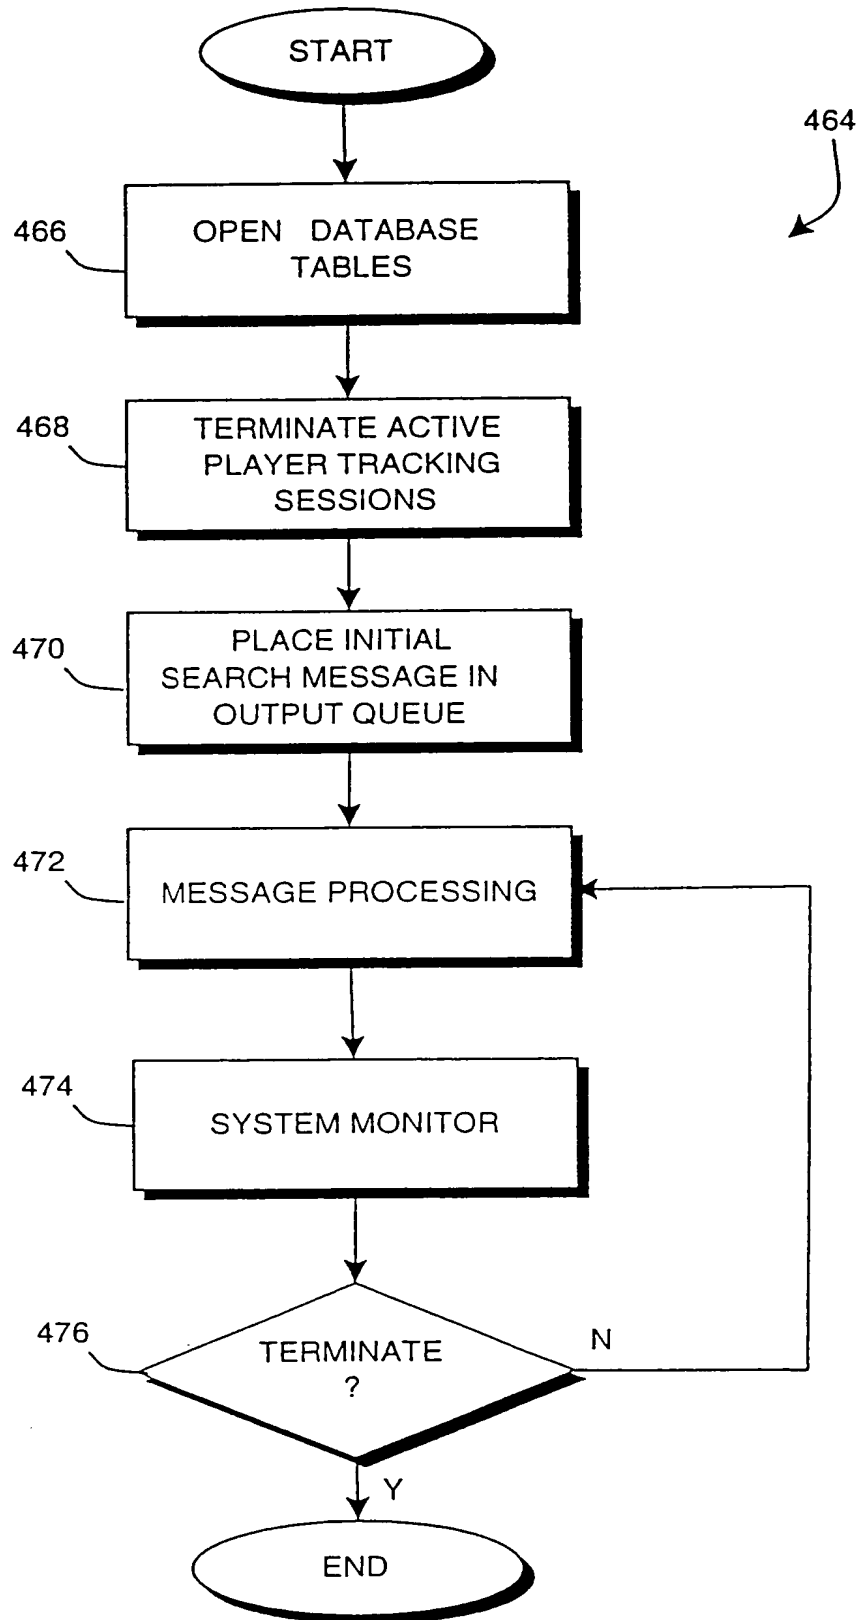 START
464
466
OPEN DATABASE
TABLES
468
TERMINATE ACTIVE
PLAYER TRACKING
SESSIONS
470
PLACE INITIAL
SEARCH MESSAGE IN
OUTPUT QUEUE
472
MESSAGE PROCESSING
474
SYSTEM MONITOR
476
TERMINATE
?
N
Y
END